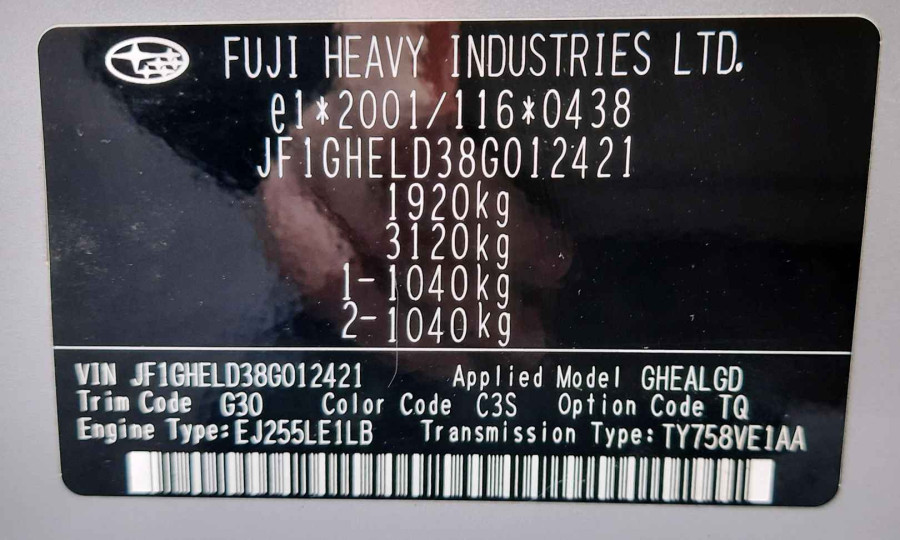 FUJI HEAVY INDUSTRIES LTD.
e1*2001/116*0438
JF1GHELD38G012421
1920kg
3120kg
1-1040kg
2-1040kg
VIN JF1GHELD38G012421 Applied Model GHEALGD
Trim Code G30 Color Code C3S Option Code TQ
Engine Type:EJ255LE1LB Transmission Type:TY758VE1AA